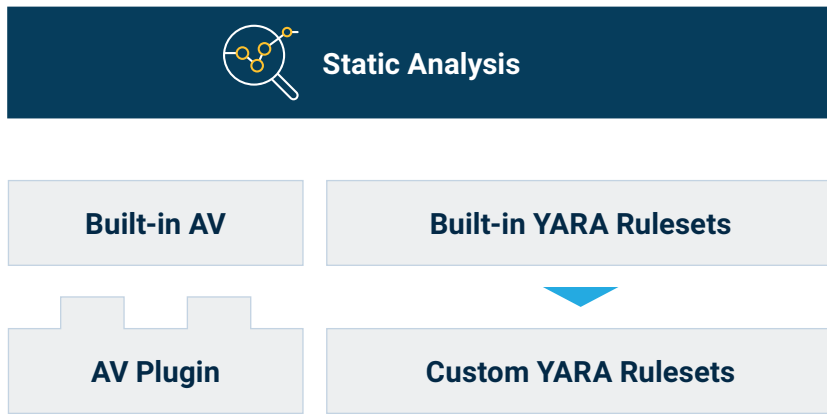 Static Analysis
Built-in AV
Built-in YARA Rulesets
AV Plugin
Custom YARA Rulesets